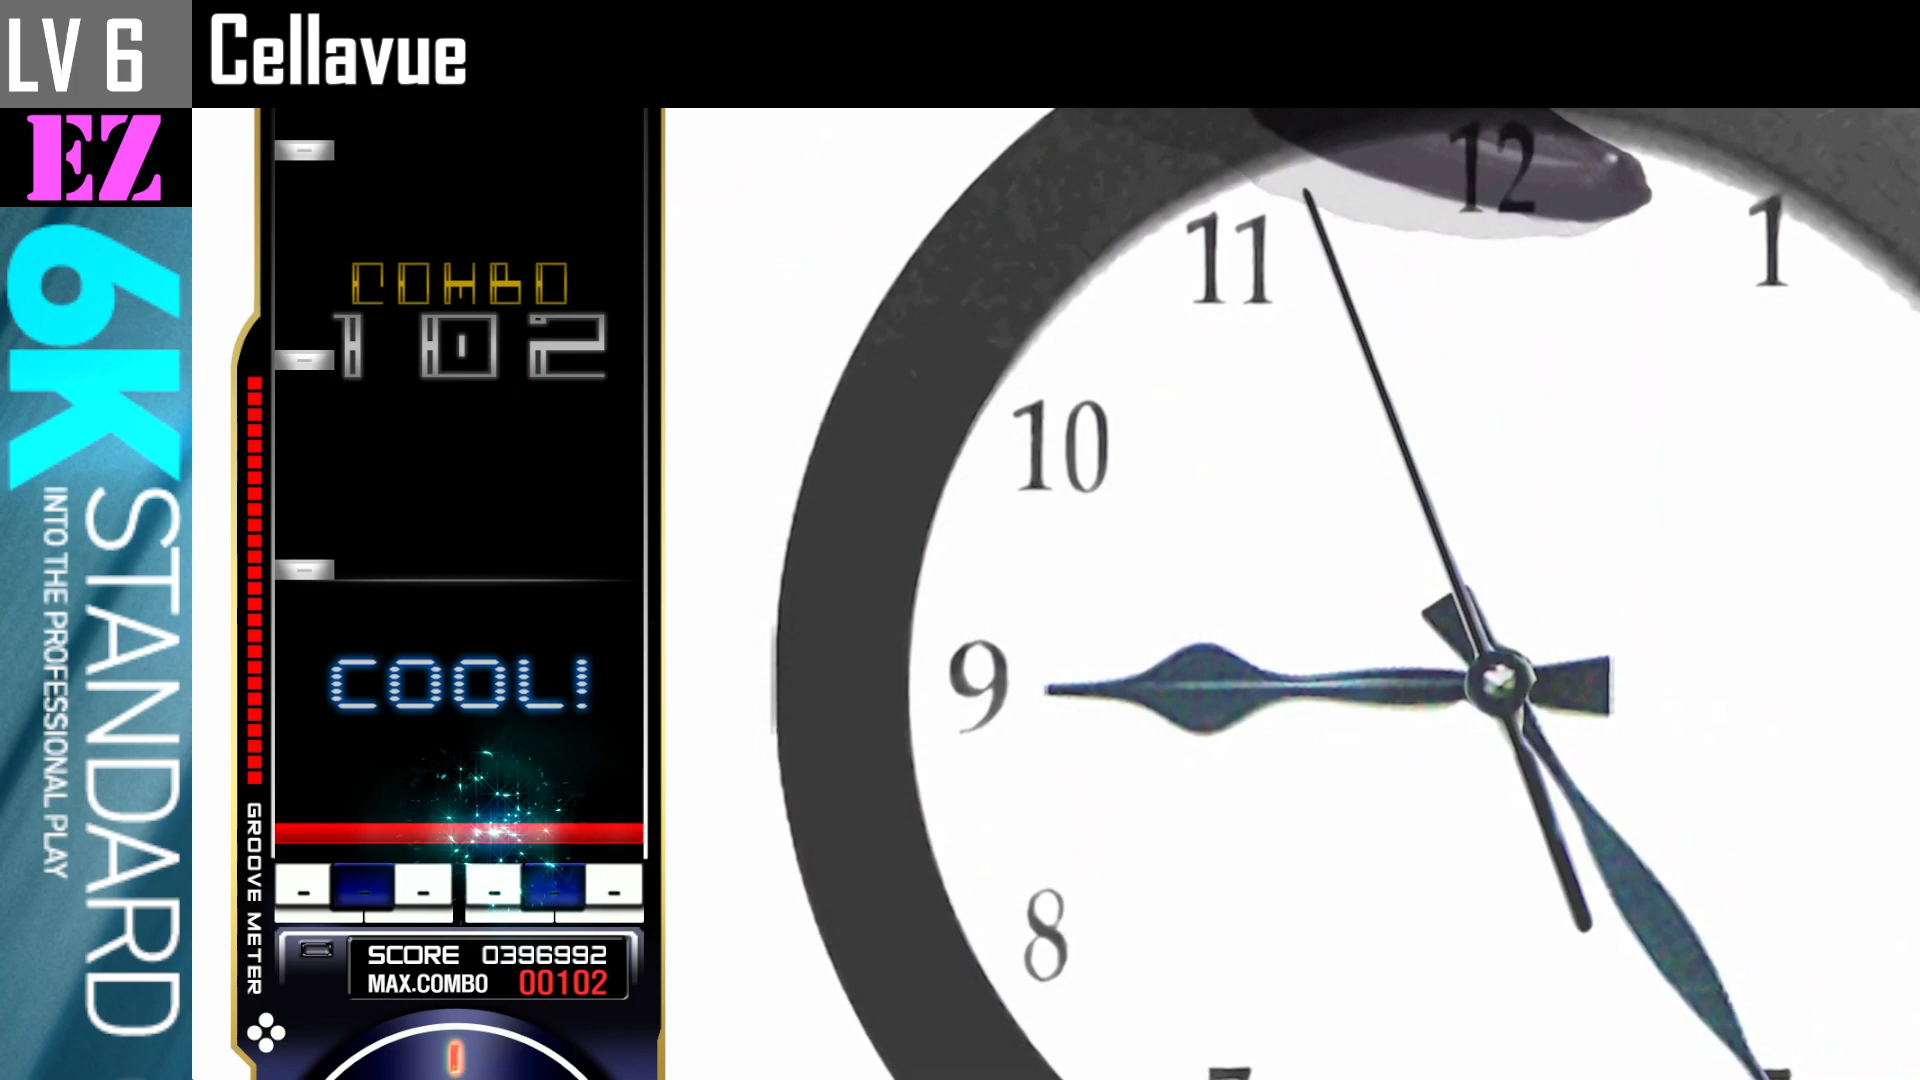 LV 6
Cellavue
EZ
6K
STANDARD
INTO THE PROFESSIONAL PLAY
COMBO
102
COOL!
GROOVE METER
SCORE 0396992
MAX.COMBO 00102
12
11
1
10
9
8